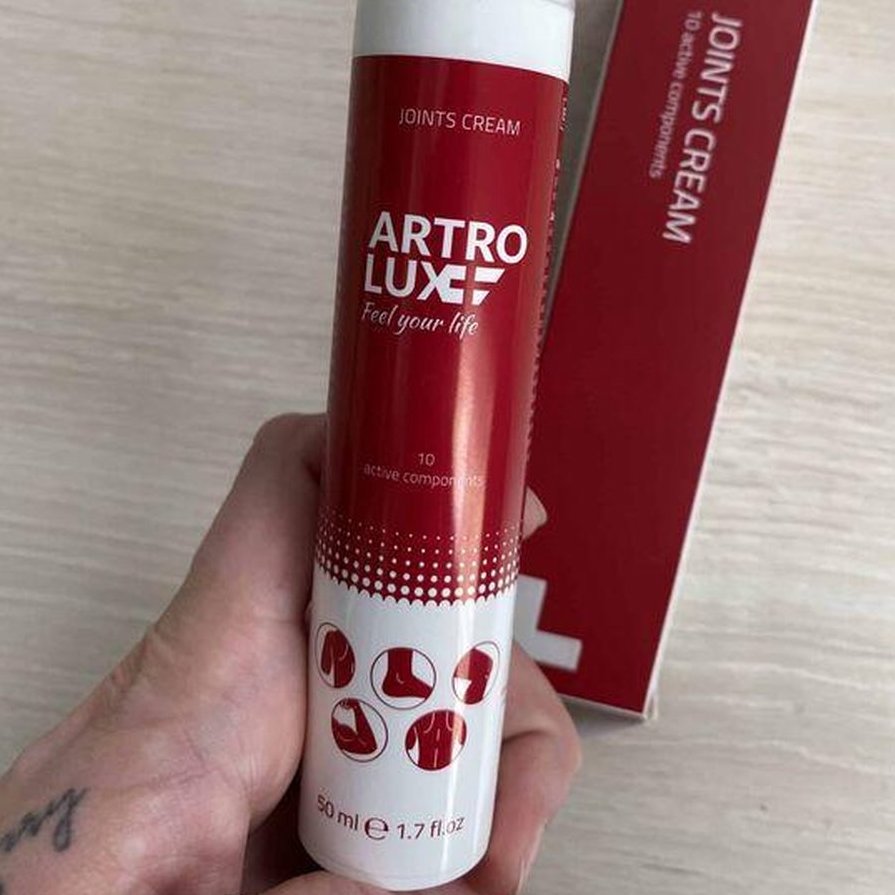 JOINTS CREAM
ARTRO
LUX
Feel your life
10
active components
50 ml e 1.7 fl.oz
JOINTS CREAM
10 active components